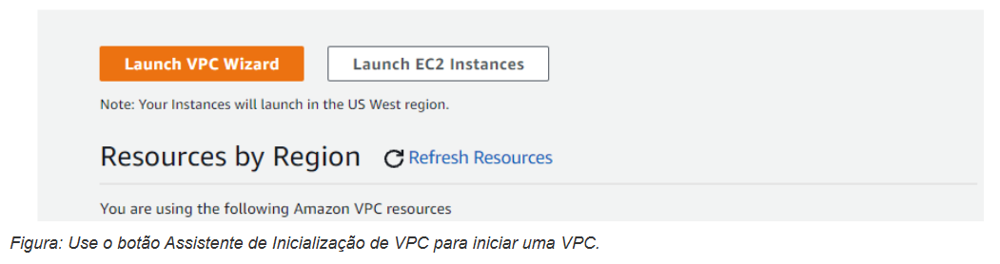 Launch VPC Wizard
Launch EC2 Instances
Note: Your Instances will launch in the US West region.
Resources by Region
Refresh Resources
You are using the following Amazon VPC resources
Figura: Use o botão Assistente de Inicialização de VPC para iniciar uma VPC.